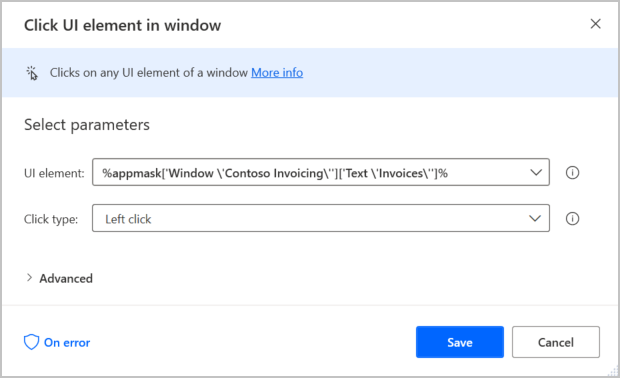 Click UI element in window
Clicks on any UI element of a window More info
Select parameters
UI element: %appmask['Window \'Contoso Invoicing\'']['Text \'Invoices\'']%
Click type: Left click
Advanced
On error Save Cancel